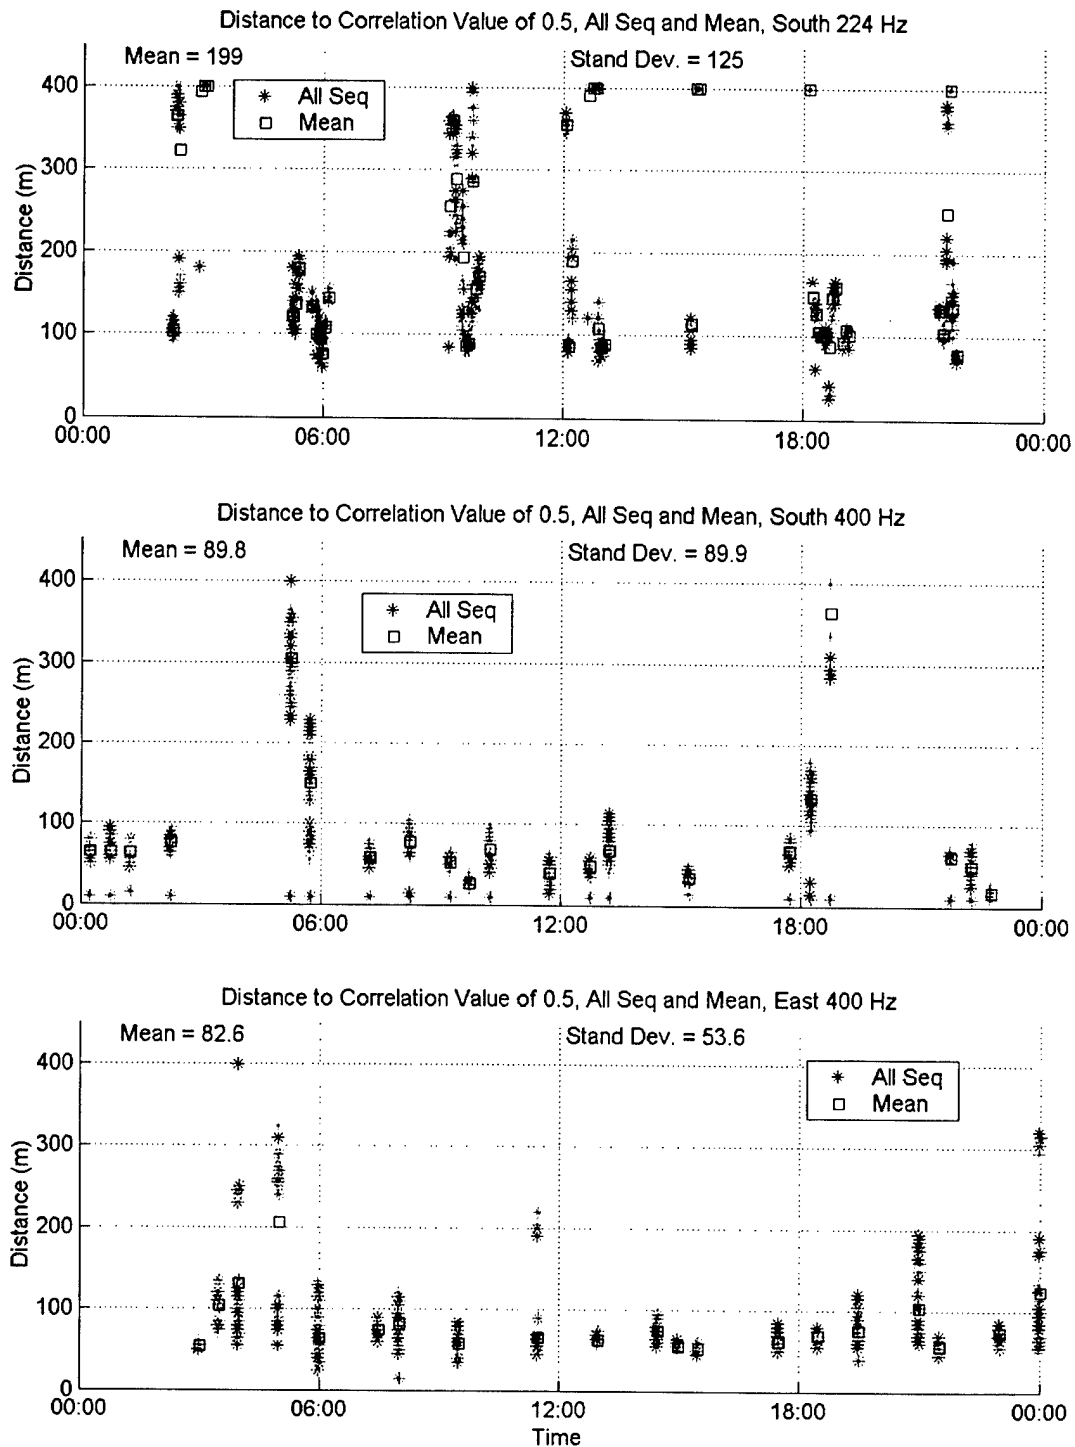 Distance to Correlation Value of 0.5, All Seq and Mean, South 224 Hz
Mean = 199
Stand Dev. = 125
All Seq
Mean
Distance (m)
400
300
200
100
0
00:00
06:00
12:00
18:00
00:00
Distance to Correlation Value of 0.5, All Seq and Mean, South 400 Hz
Mean = 89.8
Stand Dev. = 89.9
All Seq
Mean
Distance (m)
400
300
200
100
0
00:00
06:00
12:00
18:00
00:00
Distance to Correlation Value of 0.5, All Seq and Mean, East 400 Hz
Mean = 82.6
Stand Dev. = 53.6
All Seq
Mean
Distance (m)
400
300
200
100
0
00:00
06:00
12:00
18:00
00:00
Time